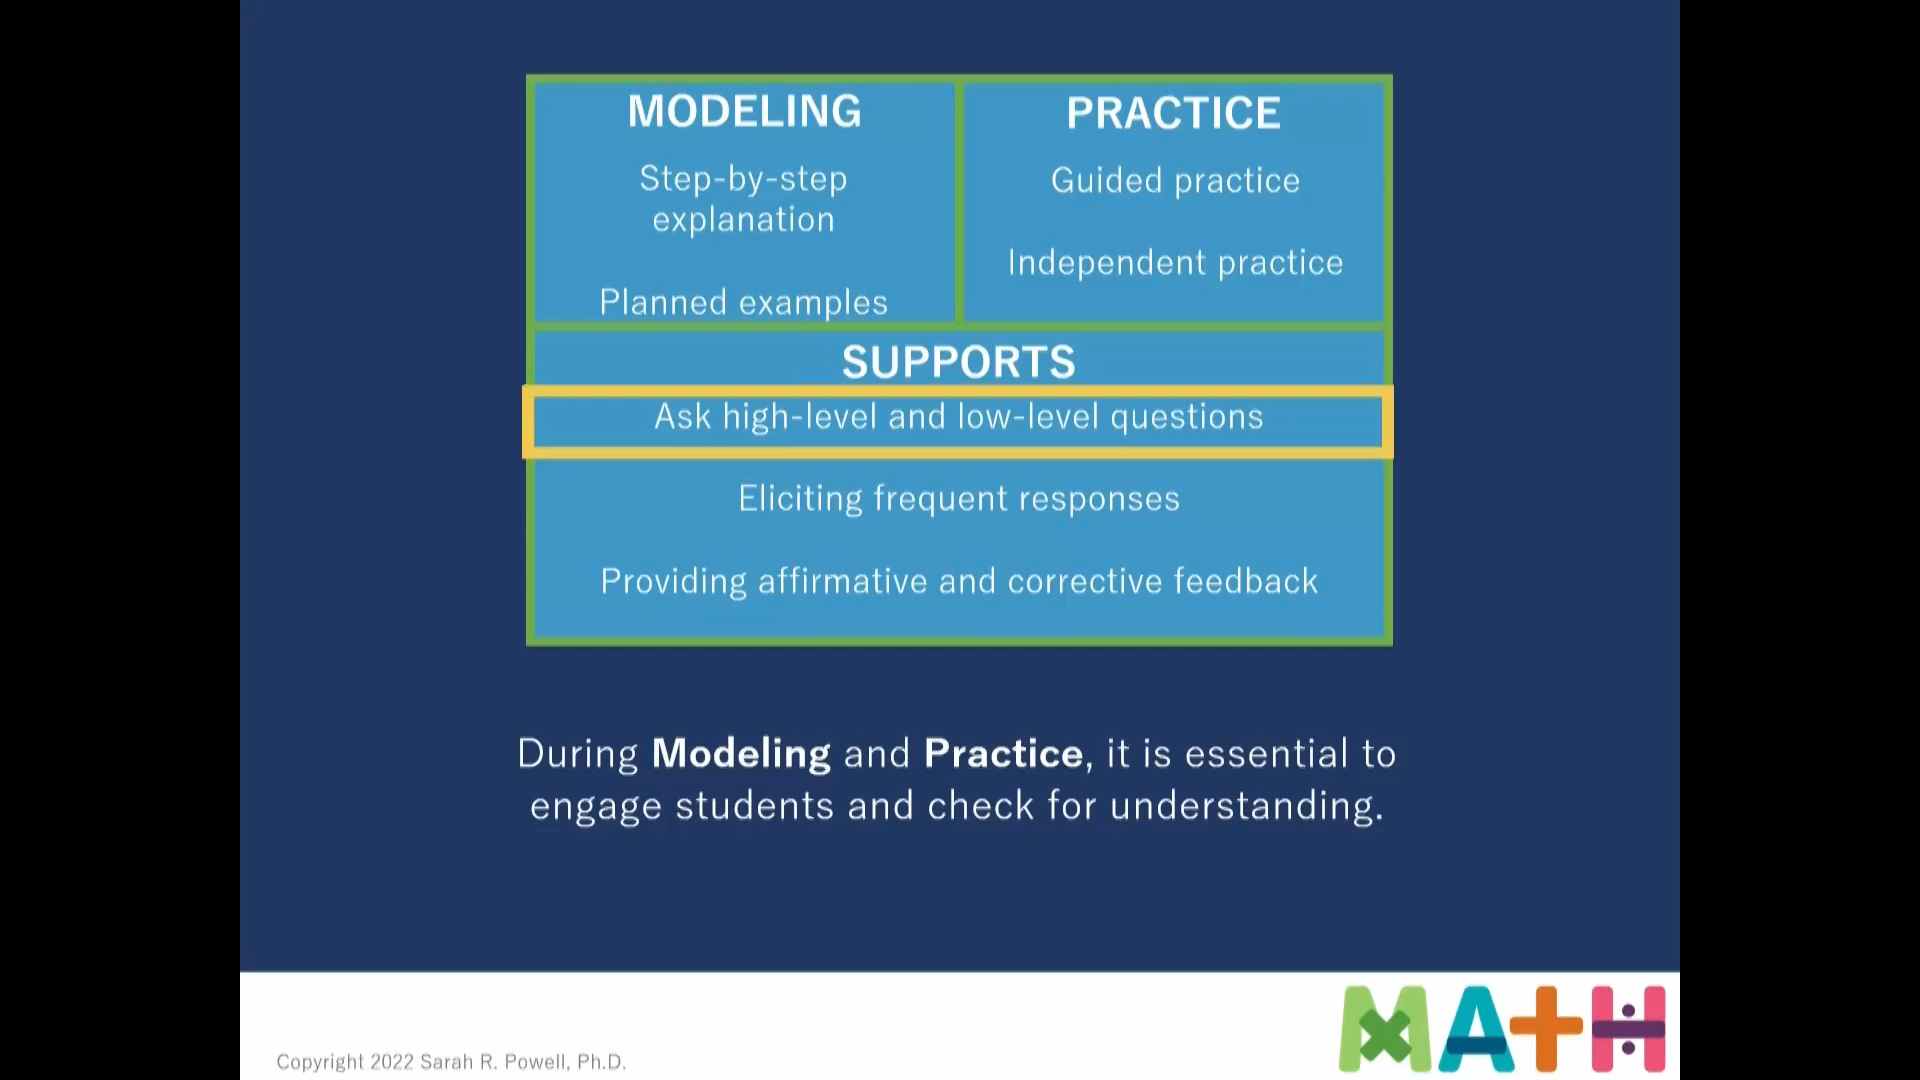 MODELING
Step-by-step
explanation
Planned examples
PRACTICE
Guided practice
Independent practice
SUPPORTS
Ask high-level and low-level questions
Eliciting frequent responses
Providing affirmative and corrective feedback
During Modeling and Practice, it is essential to
engage students and check for understanding.
Copyright 2022 Sarah R. Powell, Ph.D.
MATH